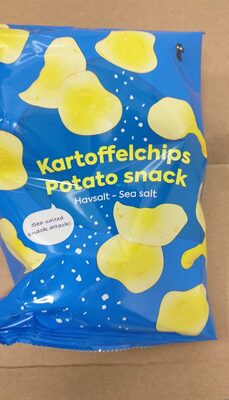 Kartoffelchips
Potato snack
Havsalt - Sea salt
Sea-salted
snack attack!